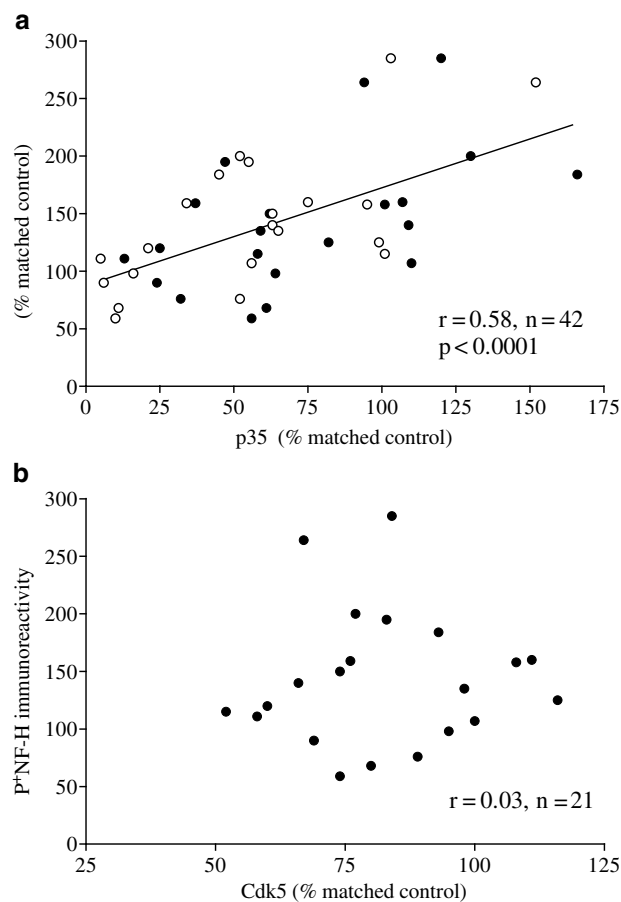 a
300
250
200
150
100
50
0
(% matched control)
r = 0.58, n = 42
p < 0.0001
0 25 50 75 100 125 150 175
p35 (% matched control)
b
300
250
200
150
100
50
0
P+NF-H immunoreactivity
r = 0.03, n = 21
25 50 75 100 125
Cdk5 (% matched control)